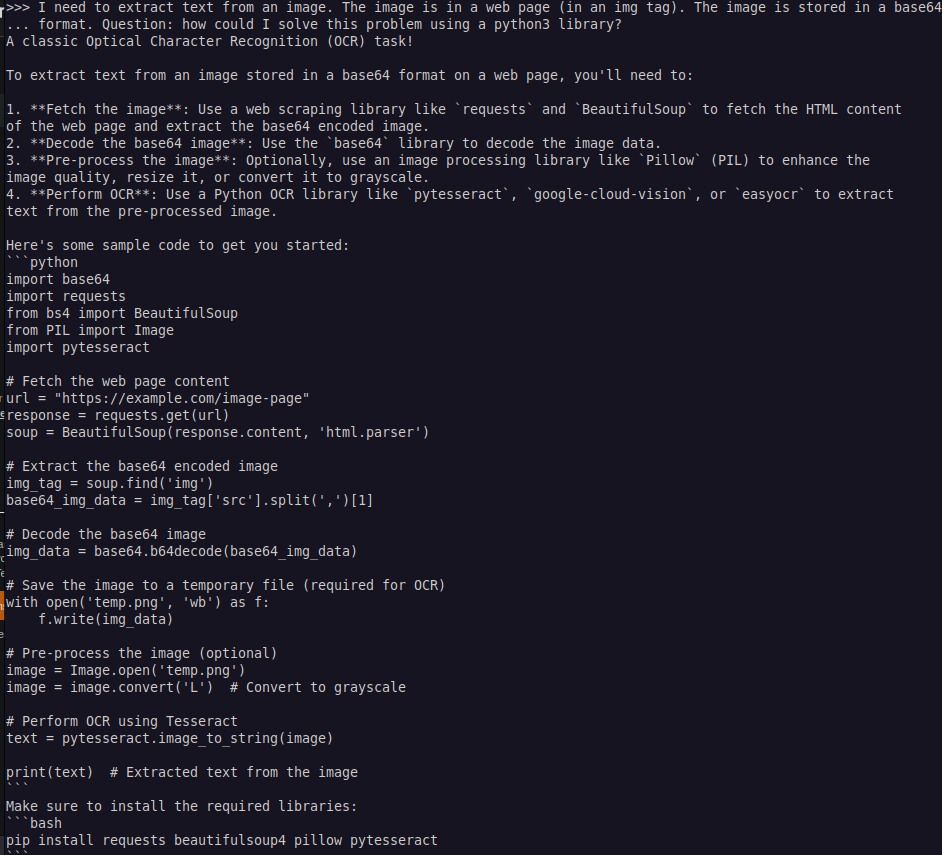 >>> I need to extract text from an image. The image is in a web page (in an img tag). The image is stored in a base64
... format. Question: how could I solve this problem using a python3 library?
A classic Optical Character Recognition (OCR) task!

To extract text from an image stored in a base64 format on a web page, you'll need to:

1. **Fetch the image**: Use a web scraping library like `requests` and `BeautifulSoup` to fetch the HTML content
of the web page and extract the base64 encoded image.
2. **Decode the base64 image**: Use the `base64` library to decode the image data.
3. **Pre-process the image**: Optionally, use an image processing library like `Pillow` (PIL) to enhance the
image quality, resize it, or convert it to grayscale.
4. **Perform OCR**: Use a Python OCR library like `pytesseract`, `google-cloud-vision`, or `easyocr` to extract
text from the pre-processed image.

Here's some sample code to get you started:
```python
import base64
import requests
from bs4 import BeautifulSoup
from PIL import Image
import pytesseract

# Fetch the web page content
url = "https://example.com/image-page"
response = requests.get(url)
soup = BeautifulSoup(response.content, 'html.parser')

# Extract the base64 encoded image
img_tag = soup.find('img')
base64_img_data = img_tag['src'].split(',')[1]

# Decode the base64 image
img_data = base64.b64decode(base64_img_data)

# Save the image to a temporary file (required for OCR)
with open('temp.png', 'wb') as f:
    f.write(img_data)

# Pre-process the image (optional)
image = Image.open('temp.png')
image = image.convert('L')  # Convert to grayscale

# Perform OCR using Tesseract
text = pytesseract.image_to_string(image)

print(text)  # Extracted text from the image
```
Make sure to install the required libraries:
```bash
pip install requests beautifulsoup4 pillow pytesseract
```